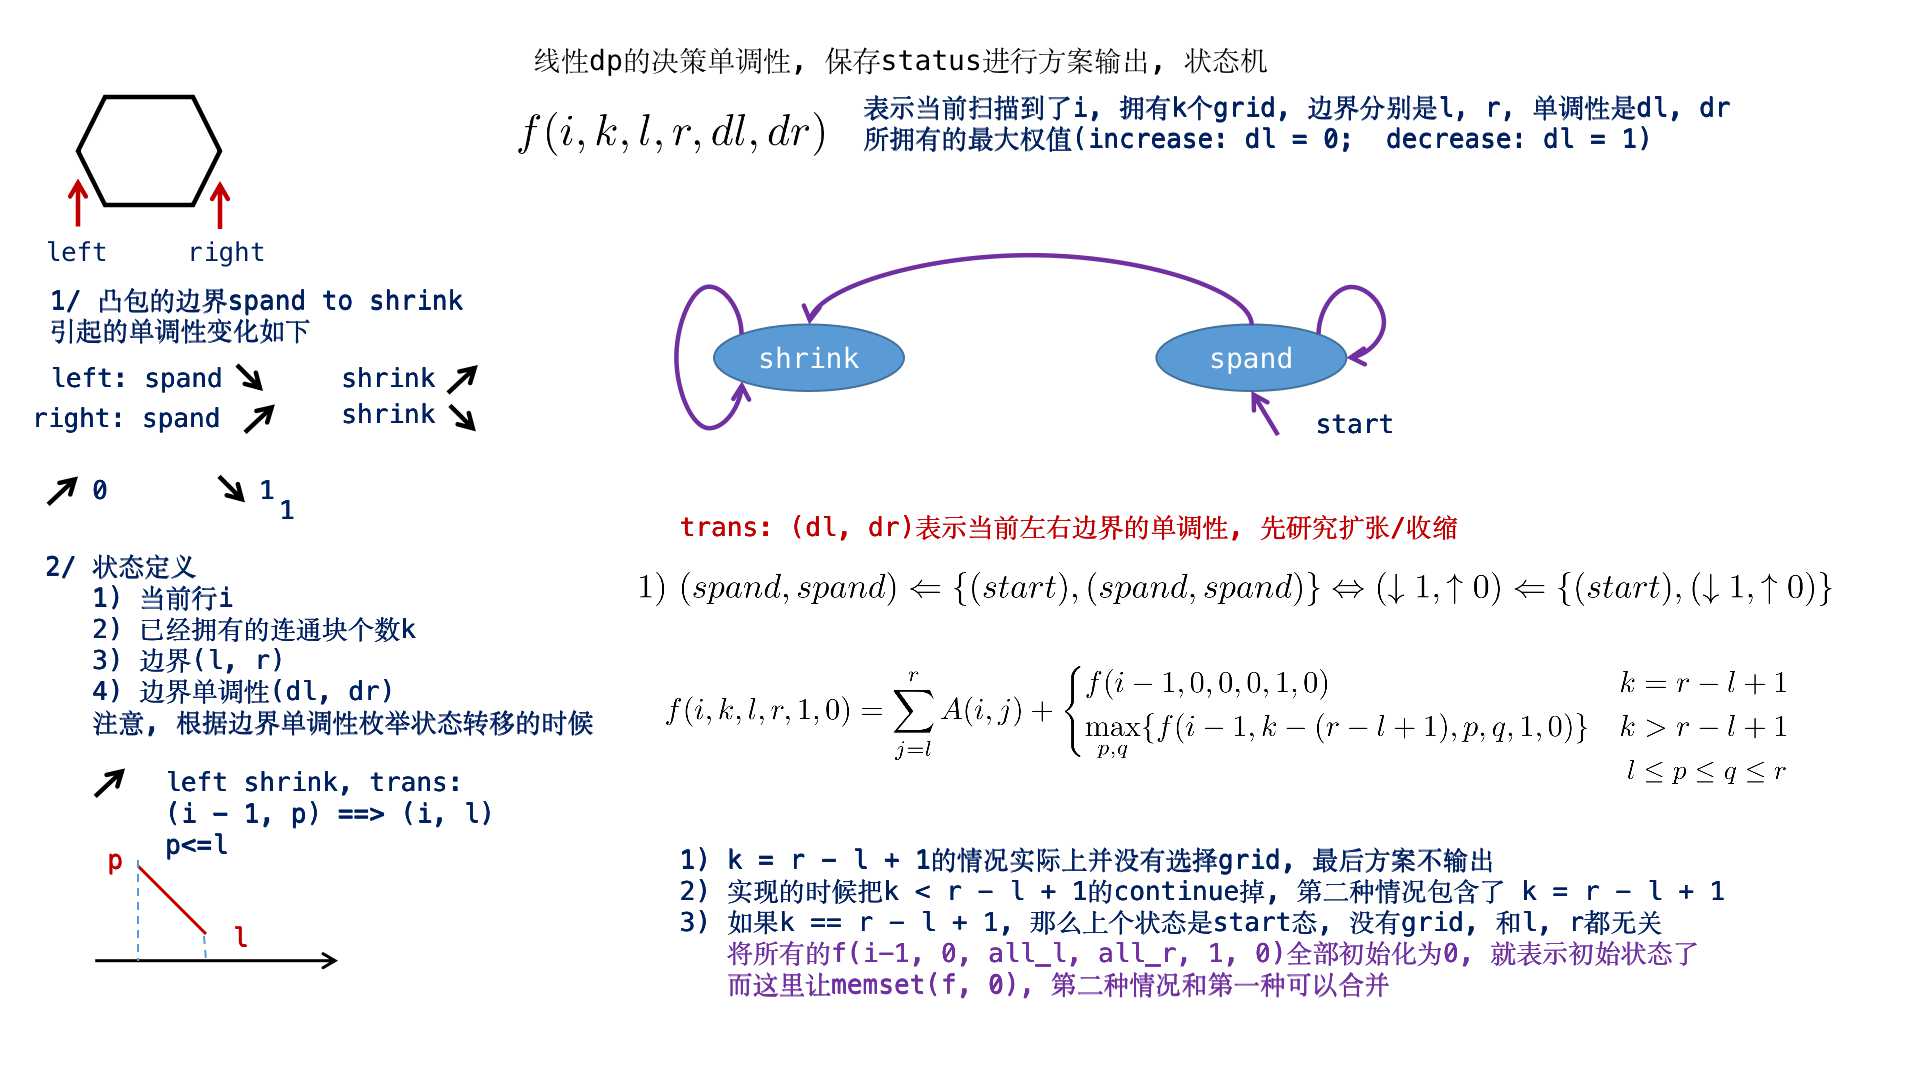 线性dp的决策单调性, 保存status进行方案输出, 状态机
f(i, k, l, r, dl, dr)
表示当前扫描到了i, 拥有k个grid, 边界分别是l, r, 单调性是dl, dr
所拥有的最大权值(increase: dl = 0;  decrease: dl = 1)
left
right
1/ 凸包的边界spand to shrink
引起的单调性变化如下
left: spand ↘ shrink ↗
right: spand ↗ shrink ↘
↗ 0 ↘ 1
1
2/ 状态定义
1) 当前行i
2) 已经拥有的连通块个数k
3) 边界(l, r)
4) 边界单调性(dl, dr)
注意, 根据边界单调性枚举状态转移的时候
↗ left shrink, trans:
(i - 1, p) ==> (i, l)
p<=l
p
l
shrink
spand
start
trans: (dl, dr)表示当前左右边界的单调性, 先研究扩张/收缩
1) (spand, spand) ⇐ {(start), (spand, spand)} ⇔ (↓ 1, ↑ 0) ⇐ {(start), (↓ 1, ↑ 0)}
f(i, k, l, r, 1, 0) = ∑_{j=l}^{r} A(i, j) + { f(i − 1, 0, 0, 0, 1, 0) k = r − l + 1
max_{p,q}{f(i − 1, k − (r − l + 1), p, q, 1, 0)} k > r − l + 1
l ≤ p ≤ q ≤ r
1) k = r - l + 1的情况实际上并没有选择grid, 最后方案不输出
2) 实现的时候把k < r - l + 1的continue掉, 第二种情况包含了 k = r - l + 1
3) 如果k == r - l + 1, 那么上个状态是start态, 没有grid, 和l, r都无关
将所有的f(i-1, 0, all_l, all_r, 1, 0)全部初始化为0, 就表示初始状态了
而这里让memset(f, 0), 第二种情况和第一种可以合并